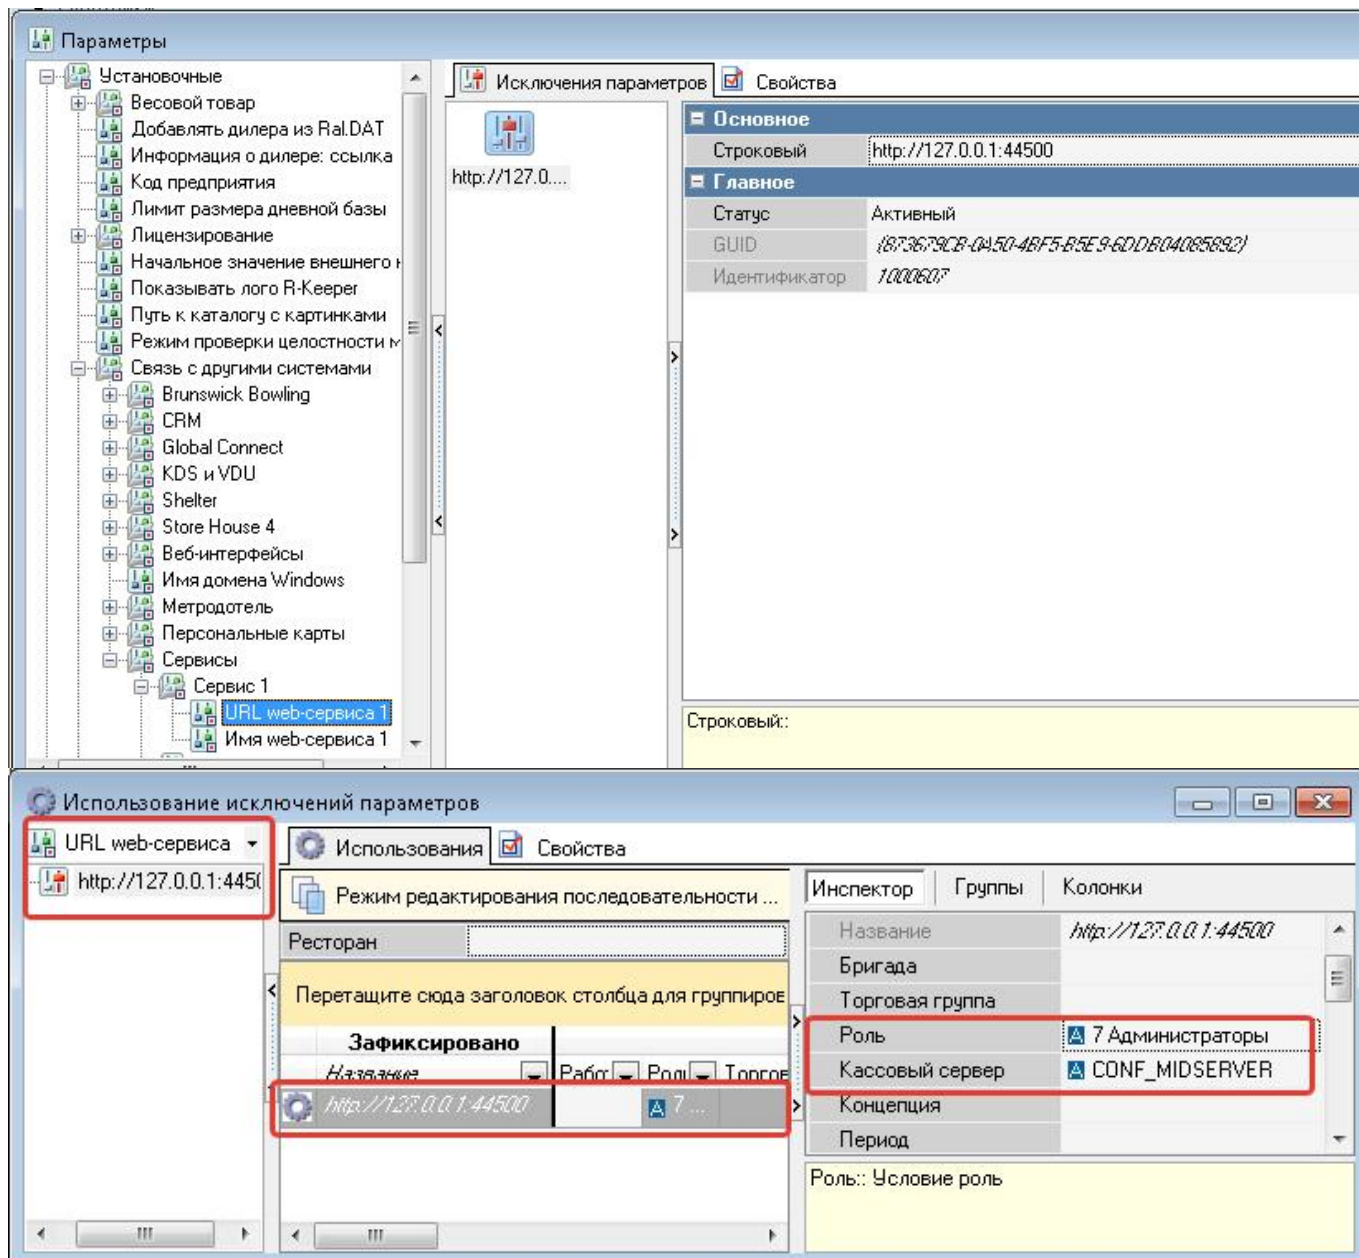 Параметры
Установочные
Весовой товар
Добавлять дилера из Ral.DAT
Информация о дилере: ссылка
Код предприятия
Лимит размера дневной базы
Лицензирование
Начальное значение внешнего
Показывать лого R-Keeper
Путь к каталогу с картинками
Режим проверки целостности
Связь с другими системами
Brunswick Bowling
CRM
Global Connect
KDS и VDU
Shelter
Store House 4
Веб-интерфейсы
Имя домена Windows
Метродотель
Персональные карты
Сервисы
Сервис 1
URL web-сервиса 1
Имя web-сервиса 1
Исключения параметров
Свойства
http://127.0....
Основное
Строковый http://127.0.0.1:44500
Главное
Статус Активный
GUID
Идентификатор 1000607
Строковый::
Использование исключений параметров
URL web-сервиса
http://127.0.0.1:4450
Использования
Свойства
Режим редактирования последовательности ...
Ресторан
Перетащите сюда заголовок столбца для группиров
Зафиксировано
Название Работ Роль Торгов
http://127.0.0.1:44500 7 ...
Инспектор Группы Колонки
Название http://127.0.0.1:44500
Бригада
Торговая группа
Роль 7 Администраторы
Кассовый сервер CONF_MIDSERVER
Концепция
Период
Роль:: Условие роль